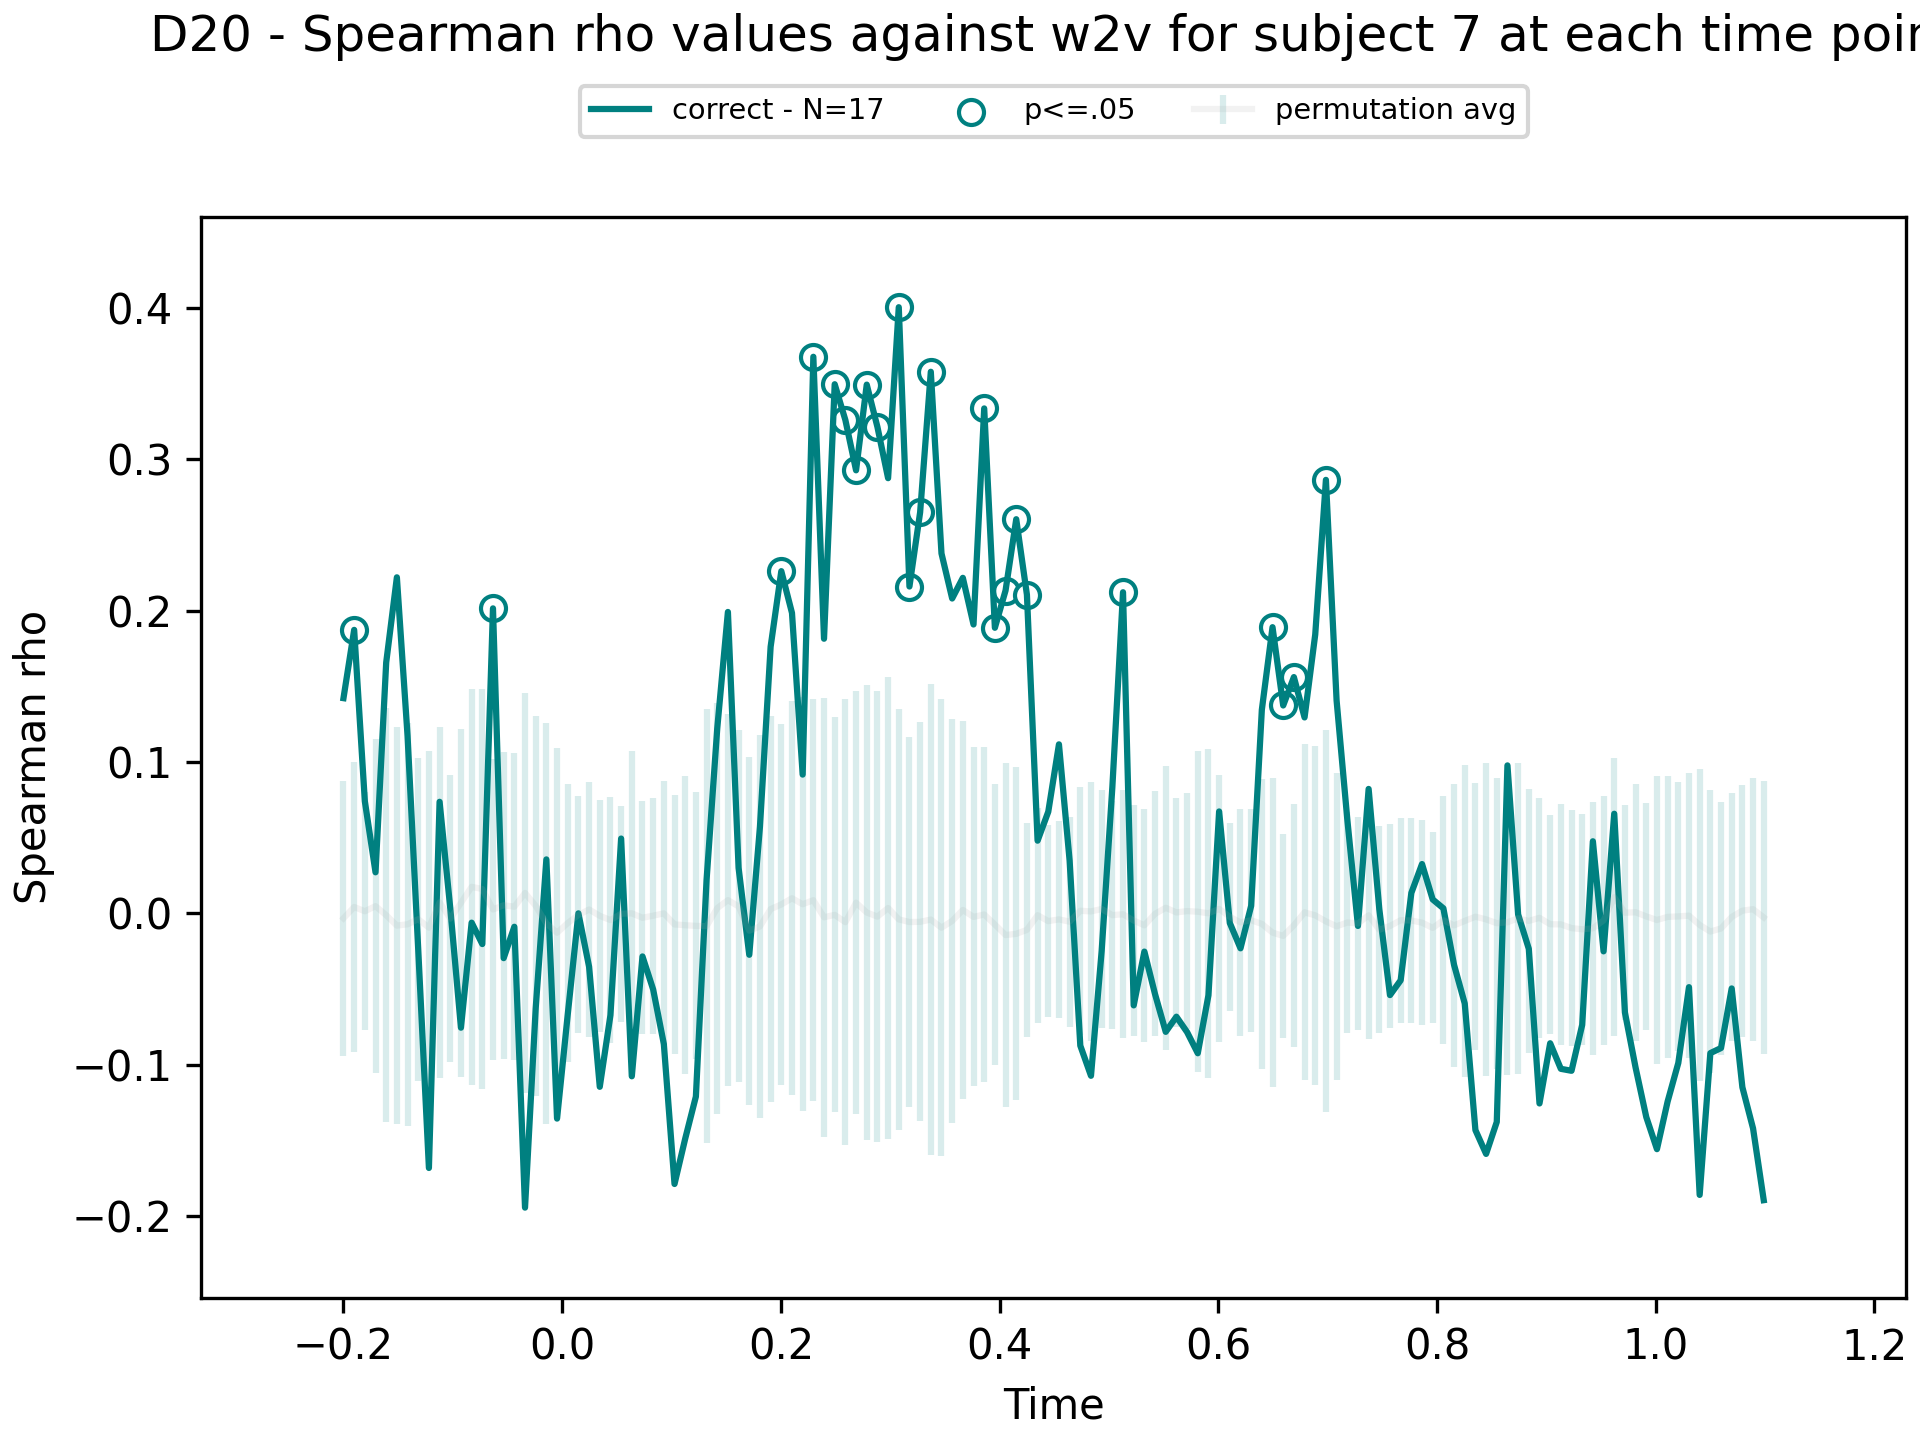 D20 - Spearman rho values against w2v for subject 7 at each time poin
correct - N=17 p<=.05 permutation avg
Spearman rho
0.4
0.3
0.2
0.1
0.0
−0.1
−0.2
−0.2 0.0 0.2 0.4 0.6 0.8 1.0 1.2
Time